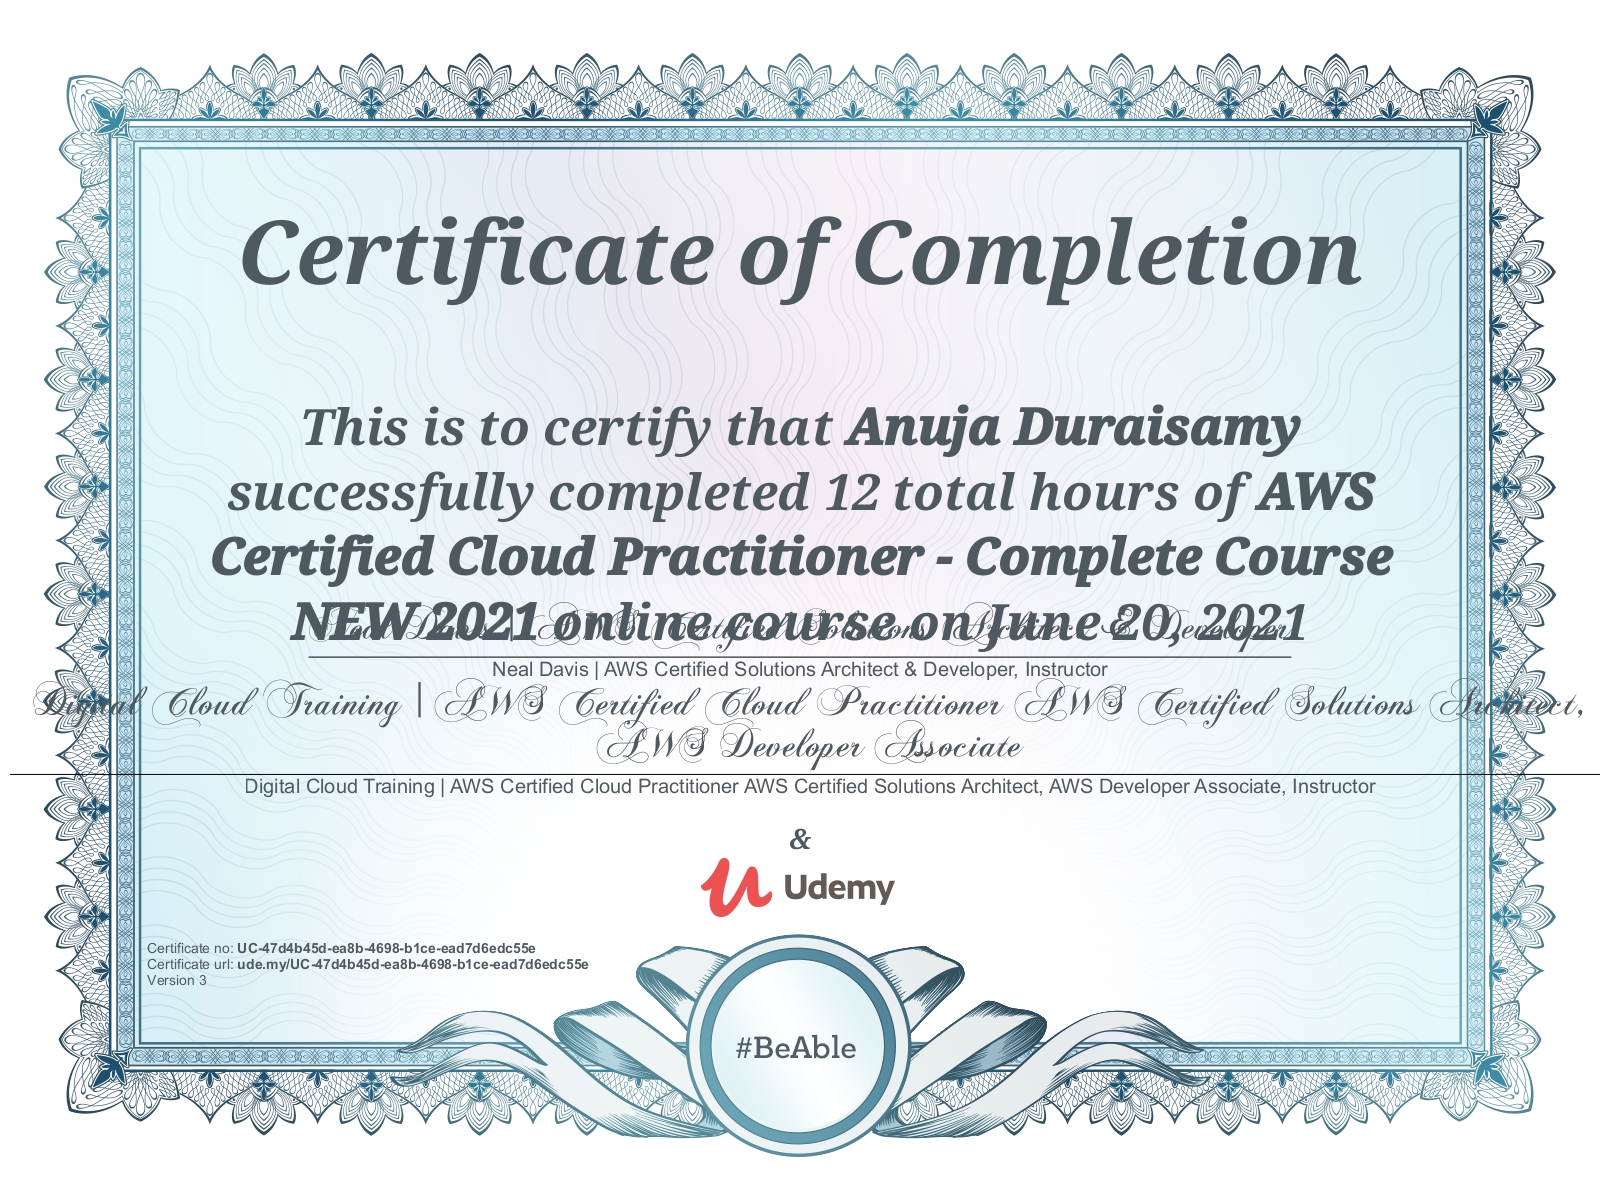 Certificate of Completion
This is to certify that Anuja Duraisamy
successfully completed 12 total hours of AWS
Certified Cloud Practitioner - Complete Course
NEW 2021 online course on June 20, 2021
Neal Davis | AWS Certified Solutions Architect & Developer
Neal Davis | AWS Certified Solutions Architect & Developer, Instructor
Digital Cloud Training | AWS Certified Cloud Practitioner AWS Certified Solutions Architect,
AWS Developer Associate
Digital Cloud Training | AWS Certified Cloud Practitioner AWS Certified Solutions Architect, AWS Developer Associate, Instructor
&
Udemy
Certificate no: UC-47d4b45d-ea8b-4698-b1ce-ead7d6edc55e
Certificate url: ude.my/UC-47d4b45d-ea8b-4698-b1ce-ead7d6edc55e
Version 3
#BeAble